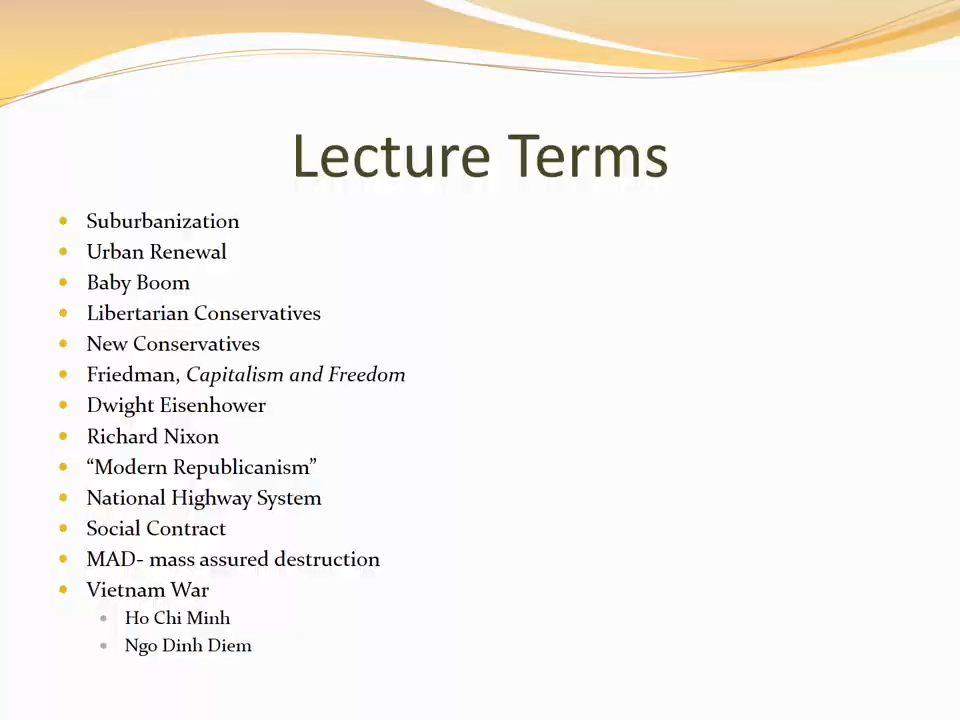 Lecture Terms
Suburbanization
Urban Renewal
Baby Boom
Libertarian Conservatives
New Conservatives
Friedman, Capitalism and Freedom
Dwight Eisenhower
Richard Nixon
“Modern Republicanism”
National Highway System
Social Contract
MAD- mass assured destruction
Vietnam War
Ho Chi Minh
Ngo Dinh Diem